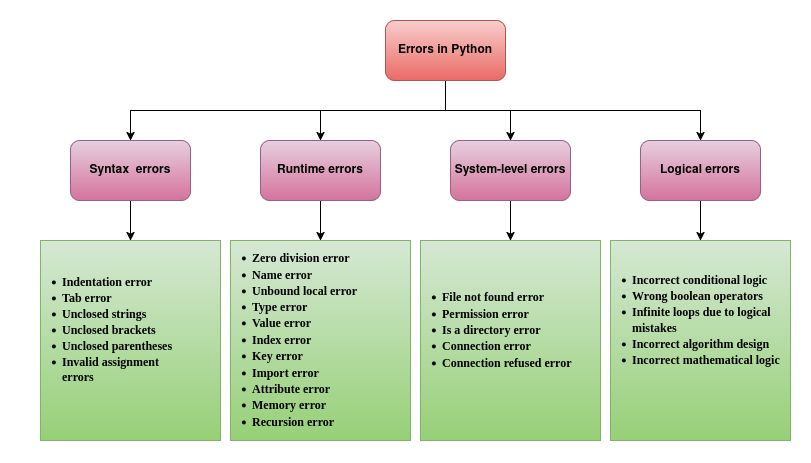 Errors in Python
Syntax errors
Runtime errors
System-level errors
Logical errors
• Indentation error
• Tab error
• Unclosed strings
• Unclosed brackets
• Unclosed parentheses
• Invalid assignment
errors
• Zero division error
• Name error
• Unbound local error
• Type error
• Value error
• Index error
• Key error
• Import error
• Attribute error
• Memory error
• Recursion error
• File not found error
• Permission error
• Is a directory error
• Connection error
• Connection refused error
• Incorrect conditional logic
• Wrong boolean operators
• Infinite loops due to logical
mistakes
• Incorrect algorithm design
• Incorrect mathematical logic